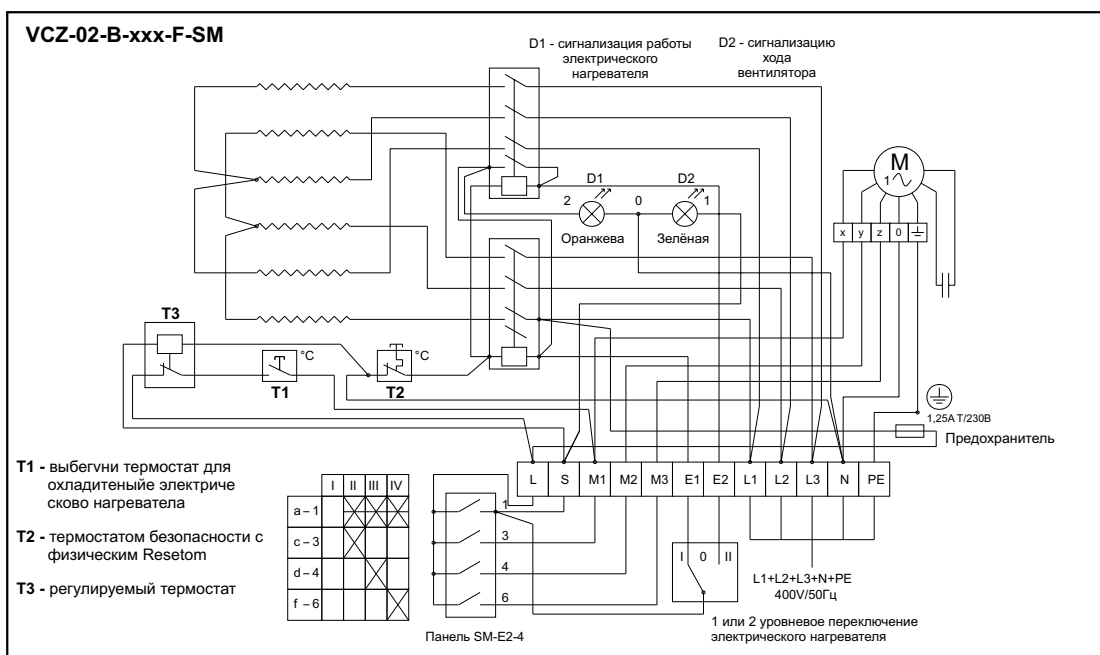 VCZ-02-B-xxx-F-SM
D1 - сигнализация работы
электрического
нагревателя
D2 - сигнализацию
хода
вентилятора
M
1
D1
D2
2
0
1
Оранжева
Зелёная
x y z 0
T3
°C
T1
°C
T2
1,25A T/230В
Предохранитель
L S M1 M2 M3 E1 E2 L1 L2 L3 N PE
T1 - выбегvни термостат для
охладитеныйе электриче
сково нагревателa
T2 - термостатом безопасности с
физическим Resetom
T3 - регулируемый термостат
I II III IV
a – 1
c – 3
d – 4
f – 6
1
3
4
6
Панель SM-E2-4
I 0 II
L1+L2+L3+N+PE
400V/50Гц
1 или 2 уровневое переключение
электрического нагревателя